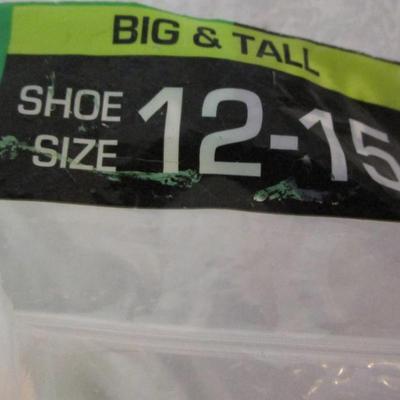 BIG & TALL
SHOE SIZE 12-15